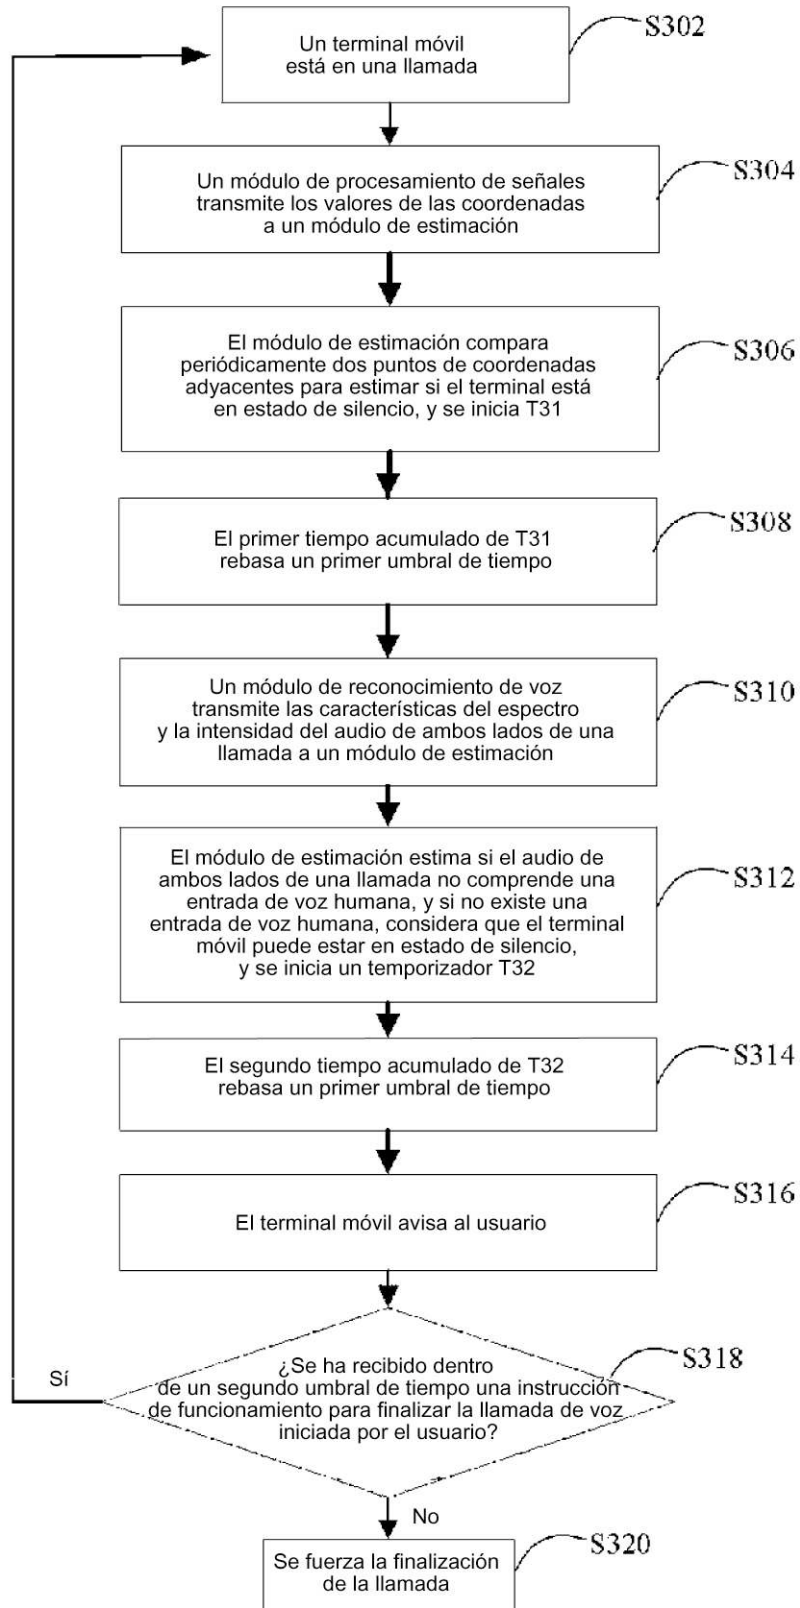 Un terminal móvil
está en una llamada
S302
Un módulo de procesamiento de señales
transmite los valores de las coordenadas
a un módulo de estimación
S304
El módulo de estimación compara
periódicamente dos puntos de coordenadas
adyacentes para estimar si el terminal está
en estado de silencio, y se inicia T31
S306
El primer tiempo acumulado de T31
rebasa un primer umbral de tiempo
S308
Un módulo de reconocimiento de voz
transmite las características del espectro
y la intensidad del audio de ambos lados de una
llamada a un módulo de estimación
S310
El módulo de estimación estima si el audio de
ambos lados de una llamada no comprende una
entrada de voz humana, y si no existe una
entrada de voz humana, considera que el terminal
móvil puede estar en estado de silencio,
y se inicia un temporizador T32
S312
El segundo tiempo acumulado de T32
rebasa un primer umbral de tiempo
S314
El terminal móvil avisa al usuario
S316
¿Se ha recibido dentro
de un segundo umbral de tiempo una instrucción
de funcionamiento para finalizar la llamada de voz
iniciada por el usuario?
S318
Sí
No
Se fuerza la finalización
de la llamada
S320